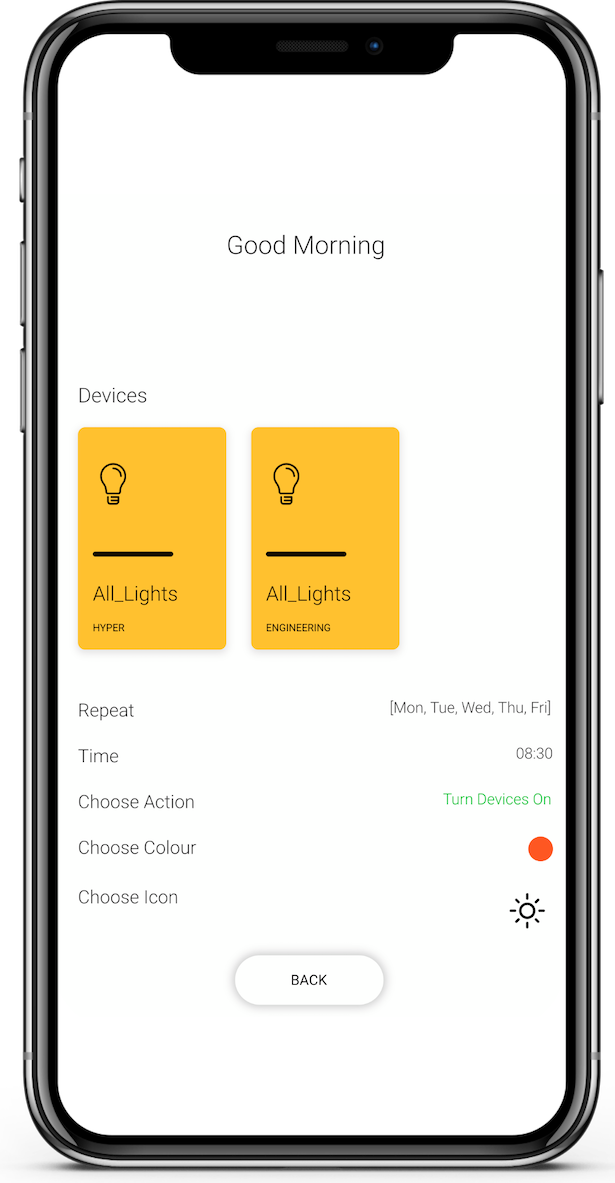 Good Morning
Devices
All_Lights
HYPER
All_Lights
ENGINEERING
Repeat [Mon, Tue, Wed, Thu, Fri]
Time 08:30
Choose Action Turn Devices On
Choose Colour
Choose Icon
BACK